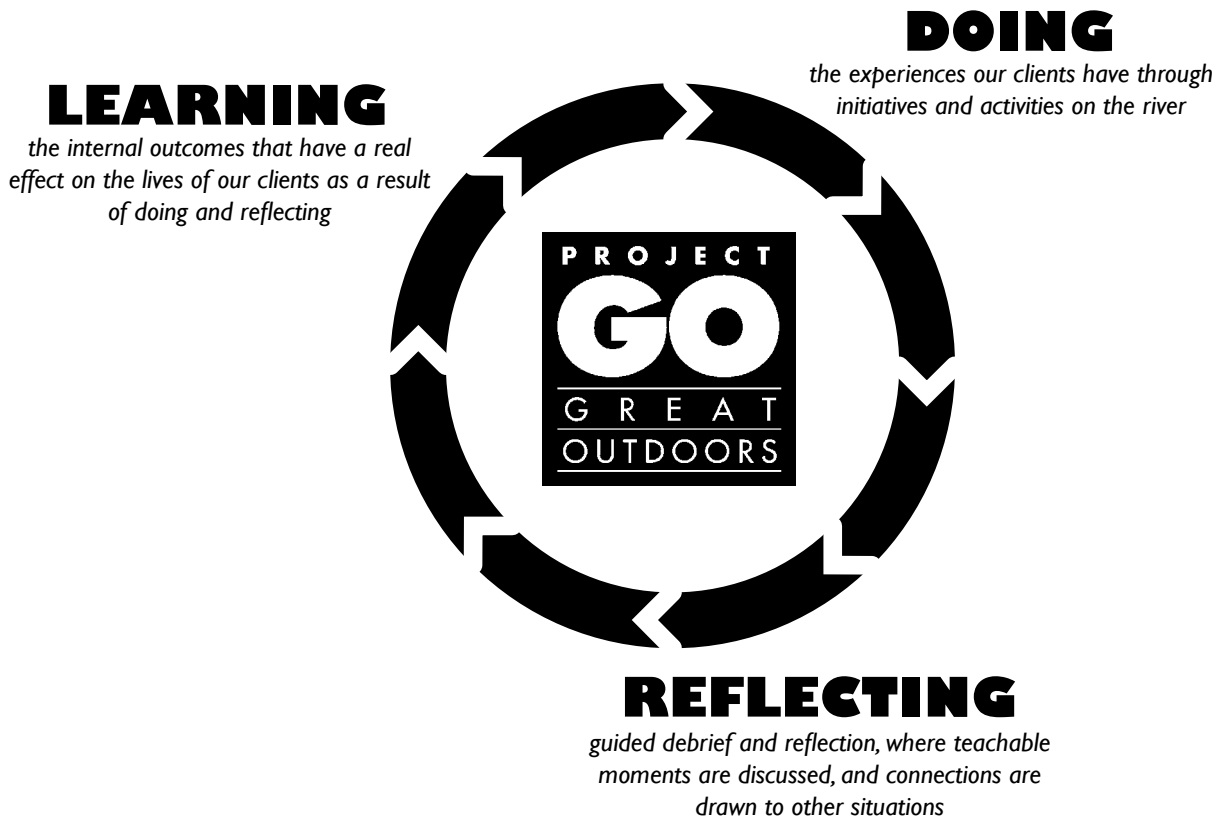 DOING
the experiences our clients have through
initiatives and activities on the river
LEARNING
the internal outcomes that have a real
effect on the lives of our clients as a result
of doing and reflecting
PROJECT
GO
GREAT
OUTDOORS
REFLECTING
guided debrief and reflection, where teachable
moments are discussed, and connections are
drawn to other situations